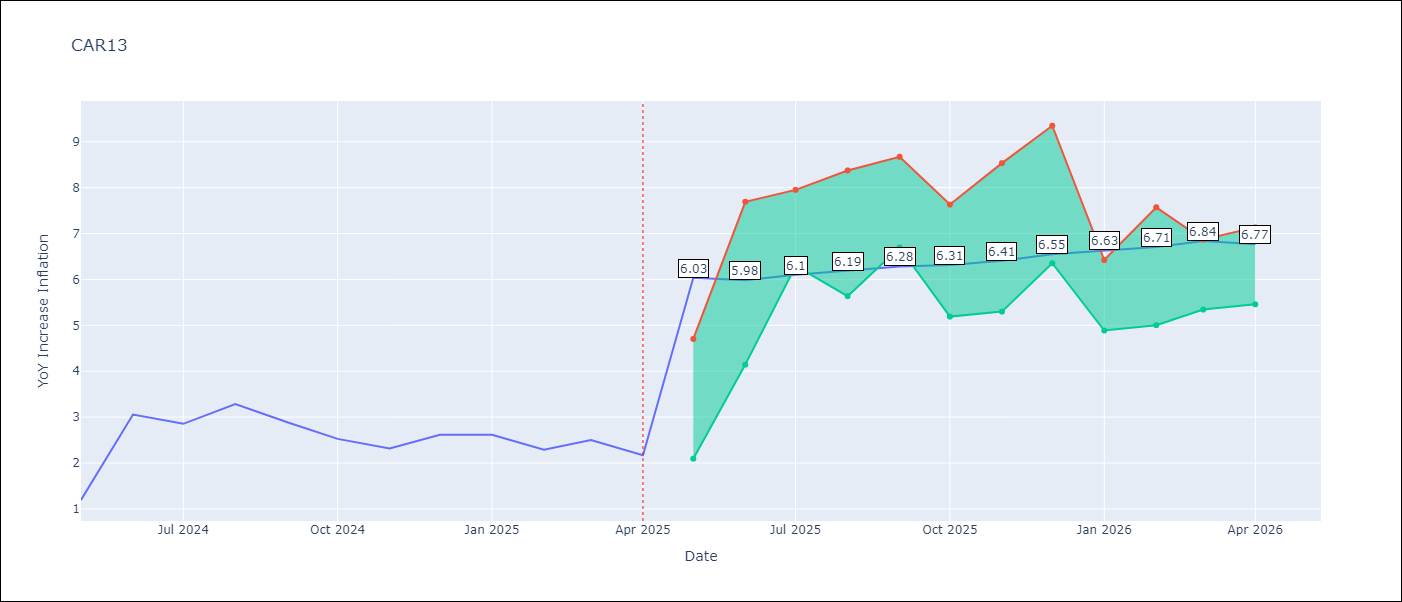 CAR13
YoY Increase Inflation
9
8
7
6
5
4
3
2
1
6.03
5.98
6.1
6.19
6.28
6.31
6.41
6.55
6.63
6.71
6.84
6.77
Jul 2024
Oct 2024
Jan 2025
Apr 2025
Jul 2025
Oct 2025
Jan 2026
Apr 2026
Date